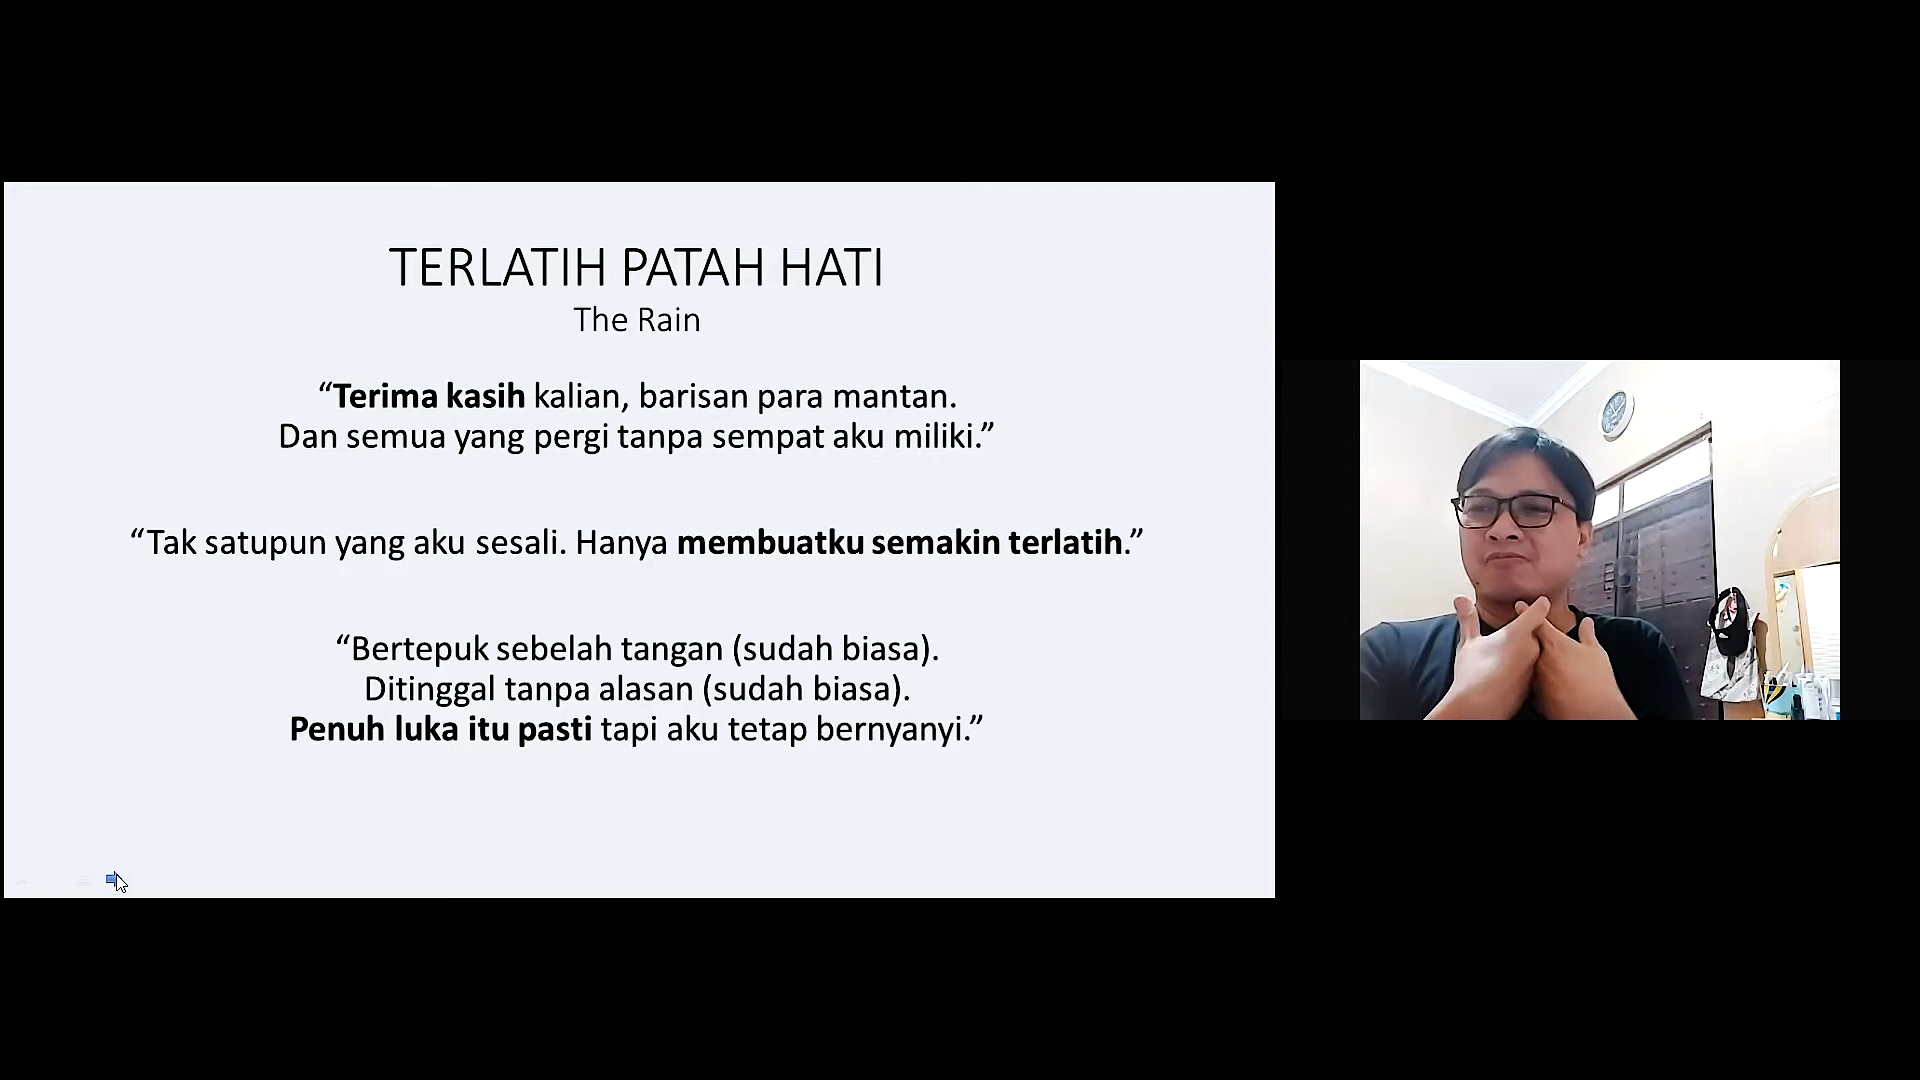 TERLATIH PATAH HATI
The Rain
“Terima kasih kalian, barisan para mantan.
Dan semua yang pergi tanpa sempat aku miliki.”
“Tak satupun yang aku sesali. Hanya membuatku semakin terlatih.”
“Bertepuk sebelah tangan (sudah biasa).
Ditinggal tanpa alasan (sudah biasa).
Penuh luka itu pasti tapi aku tetap bernyanyi.”